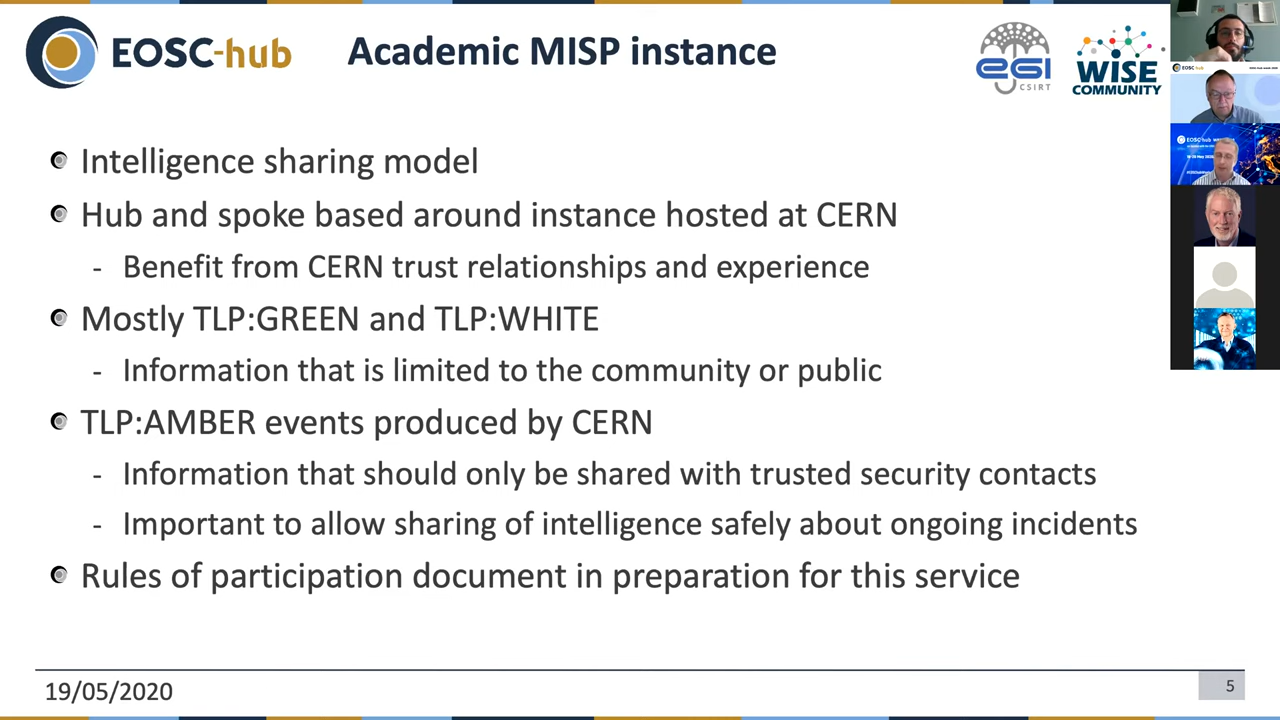 EOSC-hub
Academic MISP instance
EGI
CSIRT
WISE
COMMUNITY
Intelligence sharing model
Hub and spoke based around instance hosted at CERN
- Benefit from CERN trust relationships and experience
Mostly TLP:GREEN and TLP:WHITE
- Information that is limited to the community or public
TLP:AMBER events produced by CERN
- Information that should only be shared with trusted security contacts
- Important to allow sharing of intelligence safely about ongoing incidents
Rules of participation document in preparation for this service
19/05/2020
5